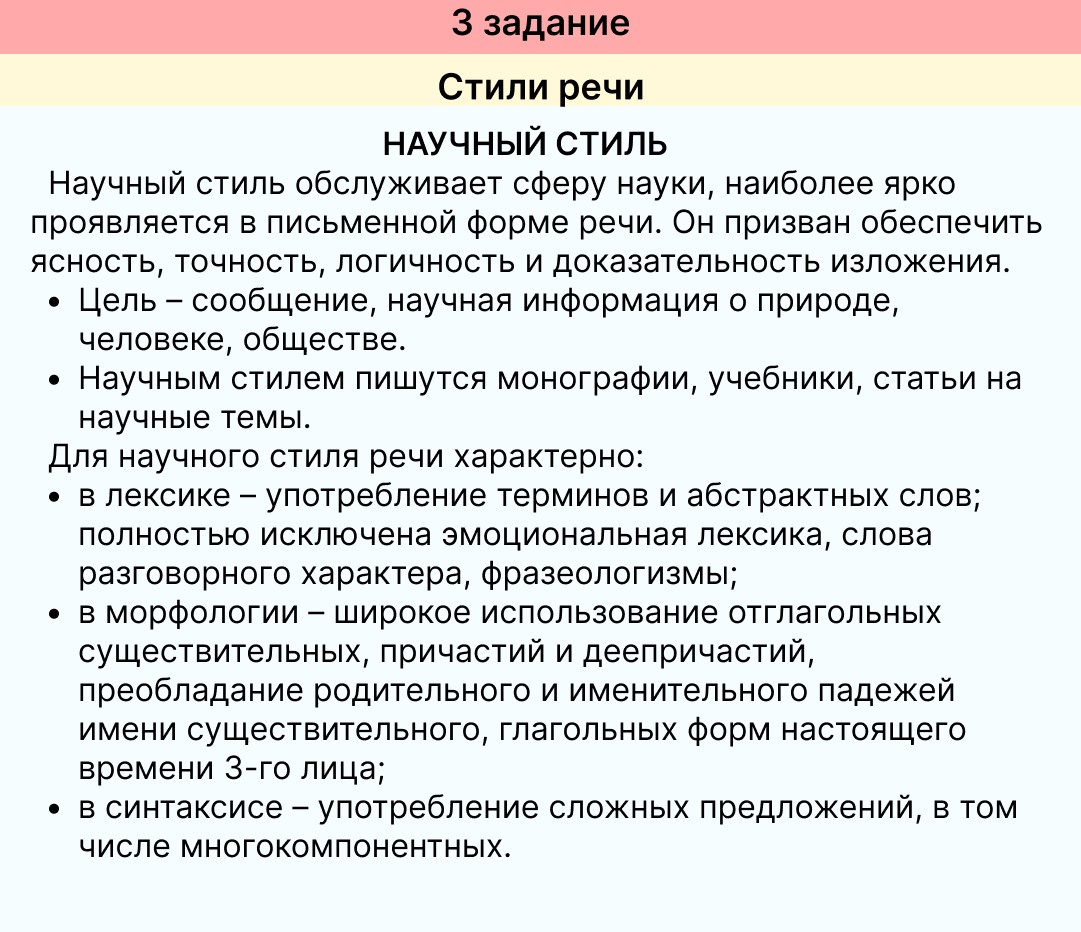 3 задание
Стили речи
НАУЧНЫЙ СТИЛЬ
Научный стиль обслуживает сферу науки, наиболее ярко
проявляется в письменной форме речи. Он призван обеспечить
ясность, точность, логичность и доказательность изложения.
• Цель – сообщение, научная информация о природе,
человеке, обществе.
• Научным стилем пишутся монографии, учебники, статьи на
научные темы.
Для научного стиля речи характерно:
• в лексике – употребление терминов и абстрактных слов;
полностью исключена эмоциональная лексика, слова
разговорного характера, фразеологизмы;
• в морфологии – широкое использование отглагольных
существительных, причастий и деепричастий,
преобладание родительного и именительного падежей
имени существительного, глагольных форм настоящего
времени 3-го лица;
• в синтаксисе – употребление сложных предложений, в том
числе многокомпонентных.